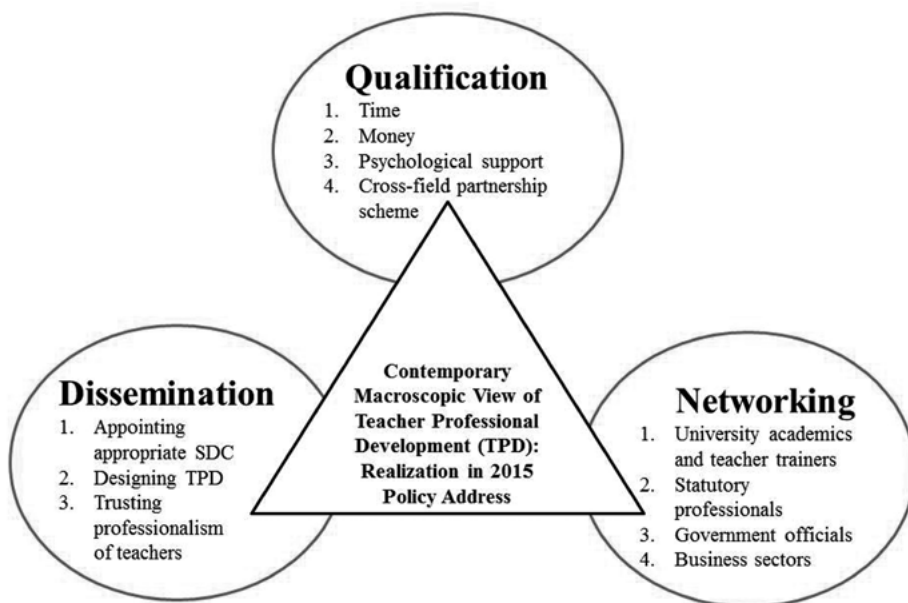 Qualification
1. Time
2. Money
3. Psychological support
4. Cross-field partnership
scheme
Contemporary
Macroscopic View of
Teacher Professional
Development (TPD):
Realization in 2015
Policy Address
Dissemination
1. Appointing
appropriate SDC
2. Designing TPD
3. Trusting
professionalism
of teachers
Networking
1. University academics
and teacher trainers
2. Statutory
professionals
3. Government officials
4. Business sectors